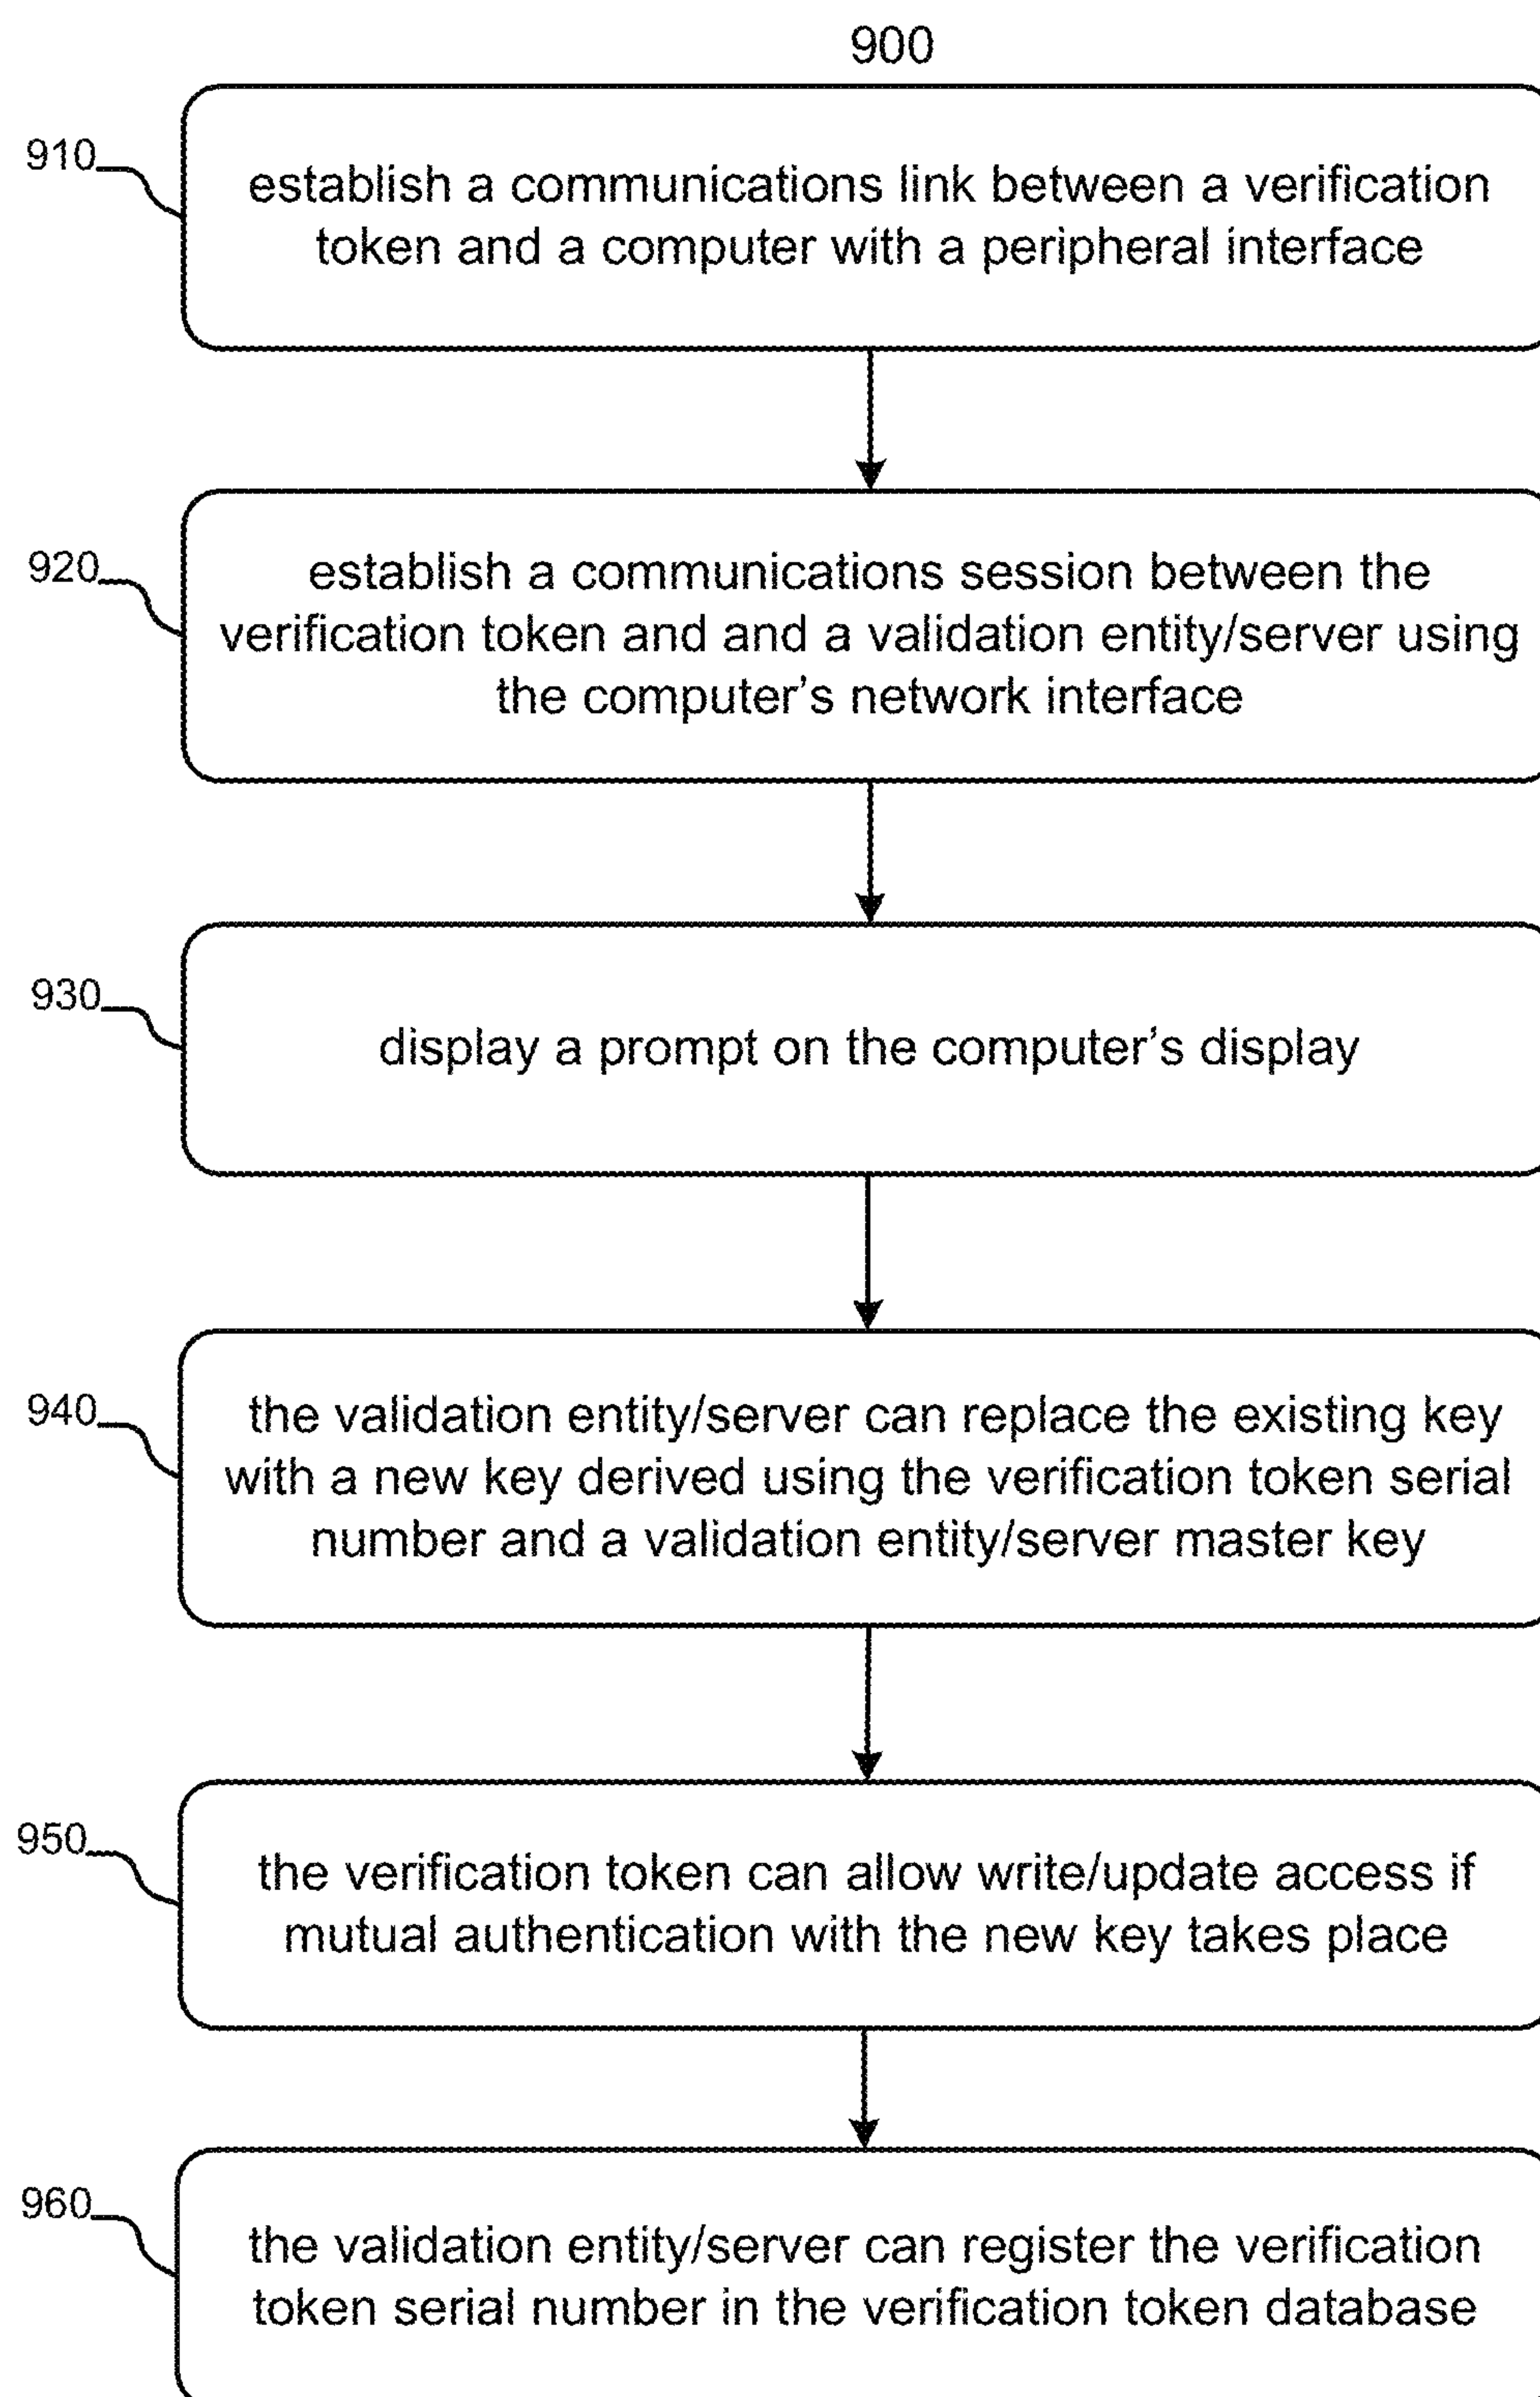 900
910
establish a communications link between a verification
token and a computer with a peripheral interface
920
establish a communications session between the
verification token and and a validation entity/server using
the computer's network interface
930
display a prompt on the computer's display
940
the validation entity/server can replace the existing key
with a new key derived using the verification token serial
number and a validation entity/server master key
950
the verification token can allow write/update access if
mutual authentication with the new key takes place
960
the validation entity/server can register the verification
token serial number in the verification token database